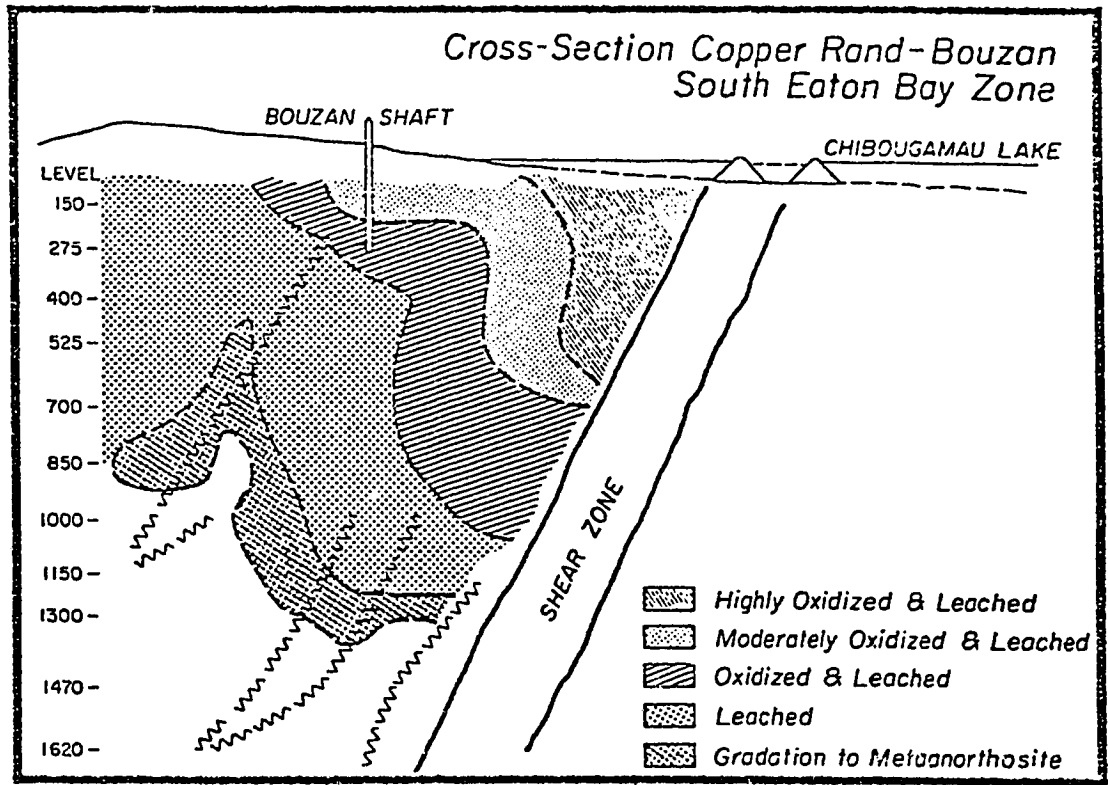 Cross-Section Copper Rand-Bouzan
South Eaton Bay Zone
BOUZAN SHAFT
CHIBOUGAMAU LAKE
LEVEL
150
275
400
525
700
850
1000
1150
1300
1470
1620
SHEAR ZONE
Highly Oxidized & Leached
Moderately Oxidized & Leached
Oxidized & Leached
Leached
Gradation to Metaanorthosite